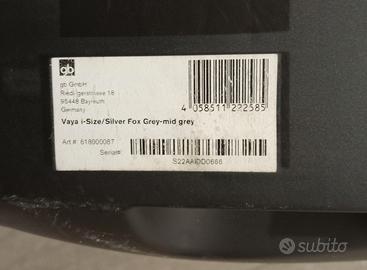 gb
gb GmbH
Riedingerstrasse 18
95448 Bayreuth
Germany
4 058511 222585
Vaya i-Size/Silver Fox Grey-mid grey
Art #: 618000087
Serial#:
subito